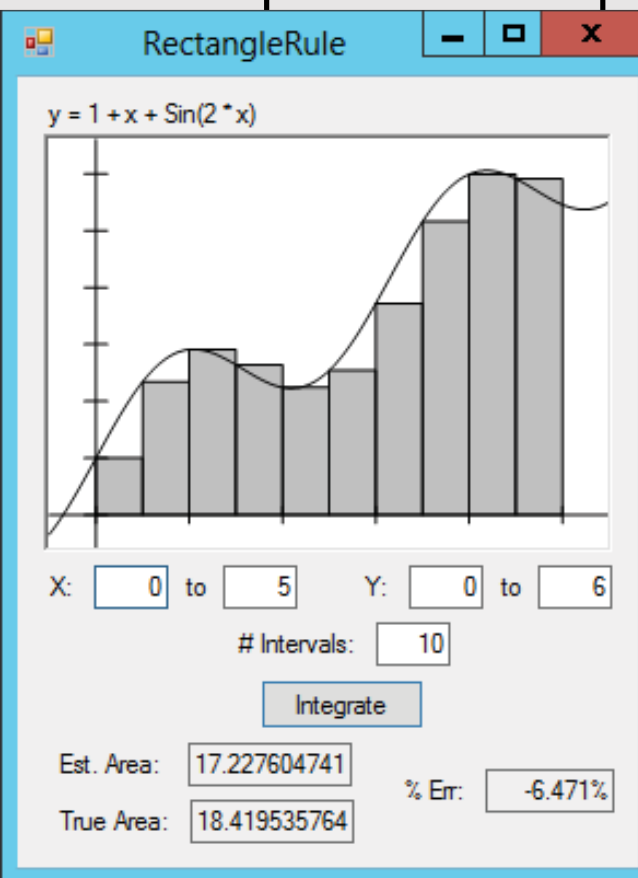 RectangleRule
y = 1 + x + Sin(2 * x)
X: 0 to 5 Y: 0 to 6
# Intervals: 10
Integrate
Est. Area: 17.227604741
% Err: -6.471%
True Area: 18.419535764